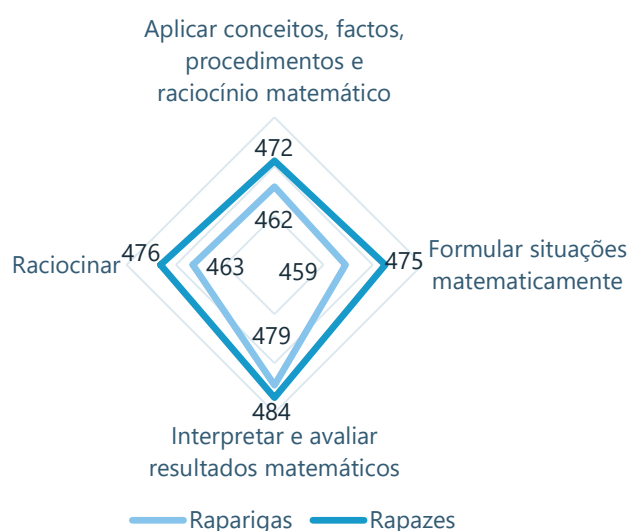 Aplicar conceitos, factos,
procedimentos e
raciocínio matemático
472
462
Raciocinar
476
463
459
475
Formular situações
matematicamente
479
484
Interpretar e avaliar
resultados matemáticos
Raparigas
Rapazes